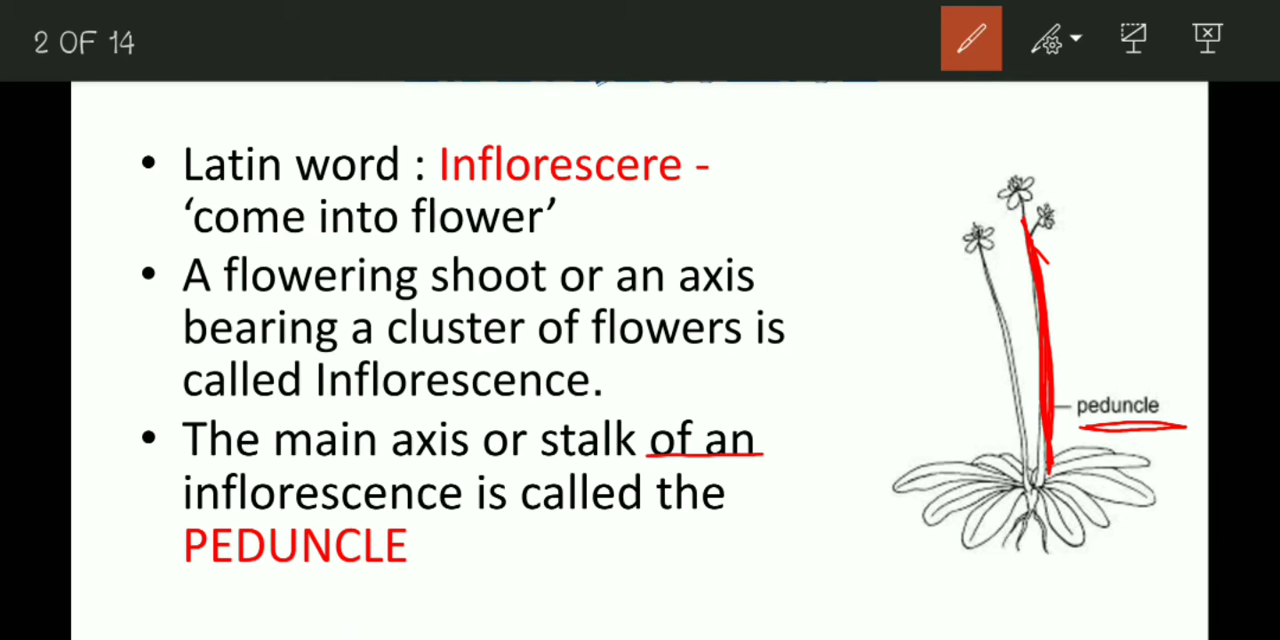 2 OF 14
• Latin word : Inflorescere -
‘come into flower’
• A flowering shoot or an axis
bearing a cluster of flowers is
called Inflorescence.
• The main axis or stalk of an
inflorescence is called the
PEDUNCLE
peduncle